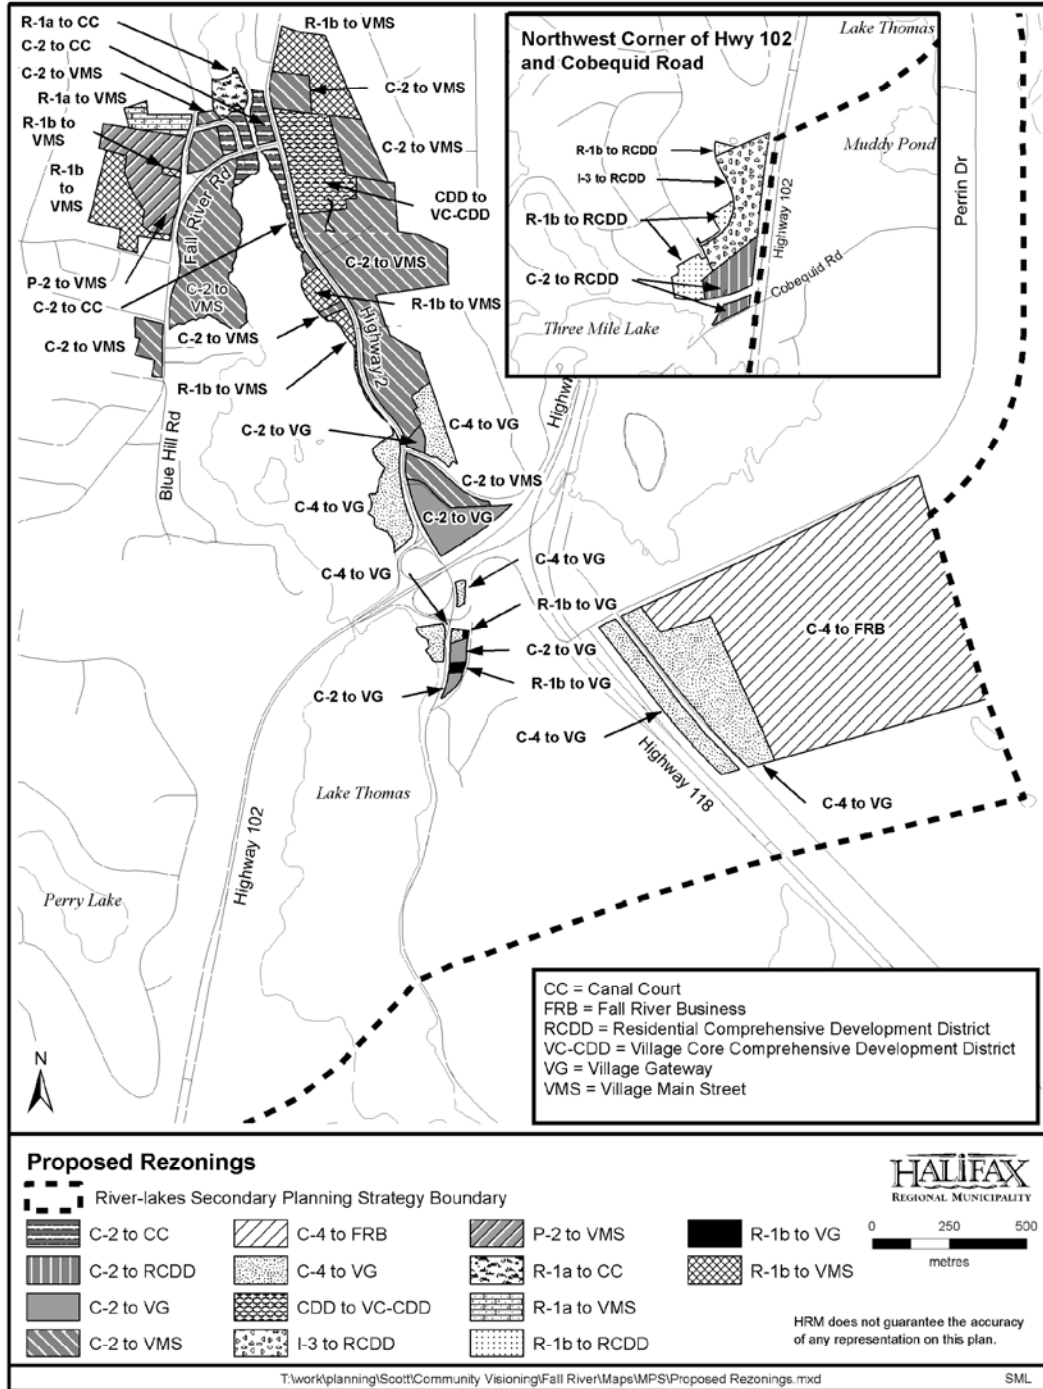 R-1a to CC
C-2 to CC
C-2 to VMS
R-1a to VMS
R-1b to
VMS
R-1b
to
VMS
P-2 to VMS
C-2 to CC
C-2 to VMS
R-1b to VMS
C-2 to VMS
C-2 to VMS
CDD to
VC-CDD
C-2 to VMS
R-1b to VMS
Fall River Rd
C-2 to
VMS
C-2 to VMS
R-1b to VMS
Highway 2
Blue Hill Rd
C-2 to VG
C-4 to VG
C-2 to VMS
C-4 to VG
C-2 to VG
C-4 to VG
C-4 to VG
R-1b to VG
C-2 to VG
R-1b to VG
C-2 to VG
C-4 to VG
C-4 to FRB
C-4 to VG
Highway 118
Highway 102
Lake Thomas
Perry Lake
Highway
Perrin Dr
Northwest Corner of Hwy 102
and Cobequid Road
Lake Thomas
Muddy Pond
R-1b to RCDD
I-3 to RCDD
R-1b to RCDD
C-2 to RCDD
Highway 102
Cobequid Rd
Three Mile Lake
N
CC = Canal Court
FRB = Fall River Business
RCDD = Residential Comprehensive Development District
VC-CDD = Village Core Comprehensive Development District
VG = Village Gateway
VMS = Village Main Street
Proposed Rezonings
River-lakes Secondary Planning Strategy Boundary
C-2 to CC
C-2 to RCDD
C-2 to VG
C-2 to VMS
C-4 to FRB
C-4 to VG
CDD to VC-CDD
I-3 to RCDD
P-2 to VMS
R-1a to CC
R-1a to VMS
R-1b to RCDD
R-1b to VG
R-1b to VMS
HALIFAX
REGIONAL MUNICIPALITY
0 250 500
metres
HRM does not guarantee the accuracy
of any representation on this plan.
T:\work\planning\Scott\Community Visioning\Fall River\Maps\MPS\Proposed Rezonings.mxd
SML